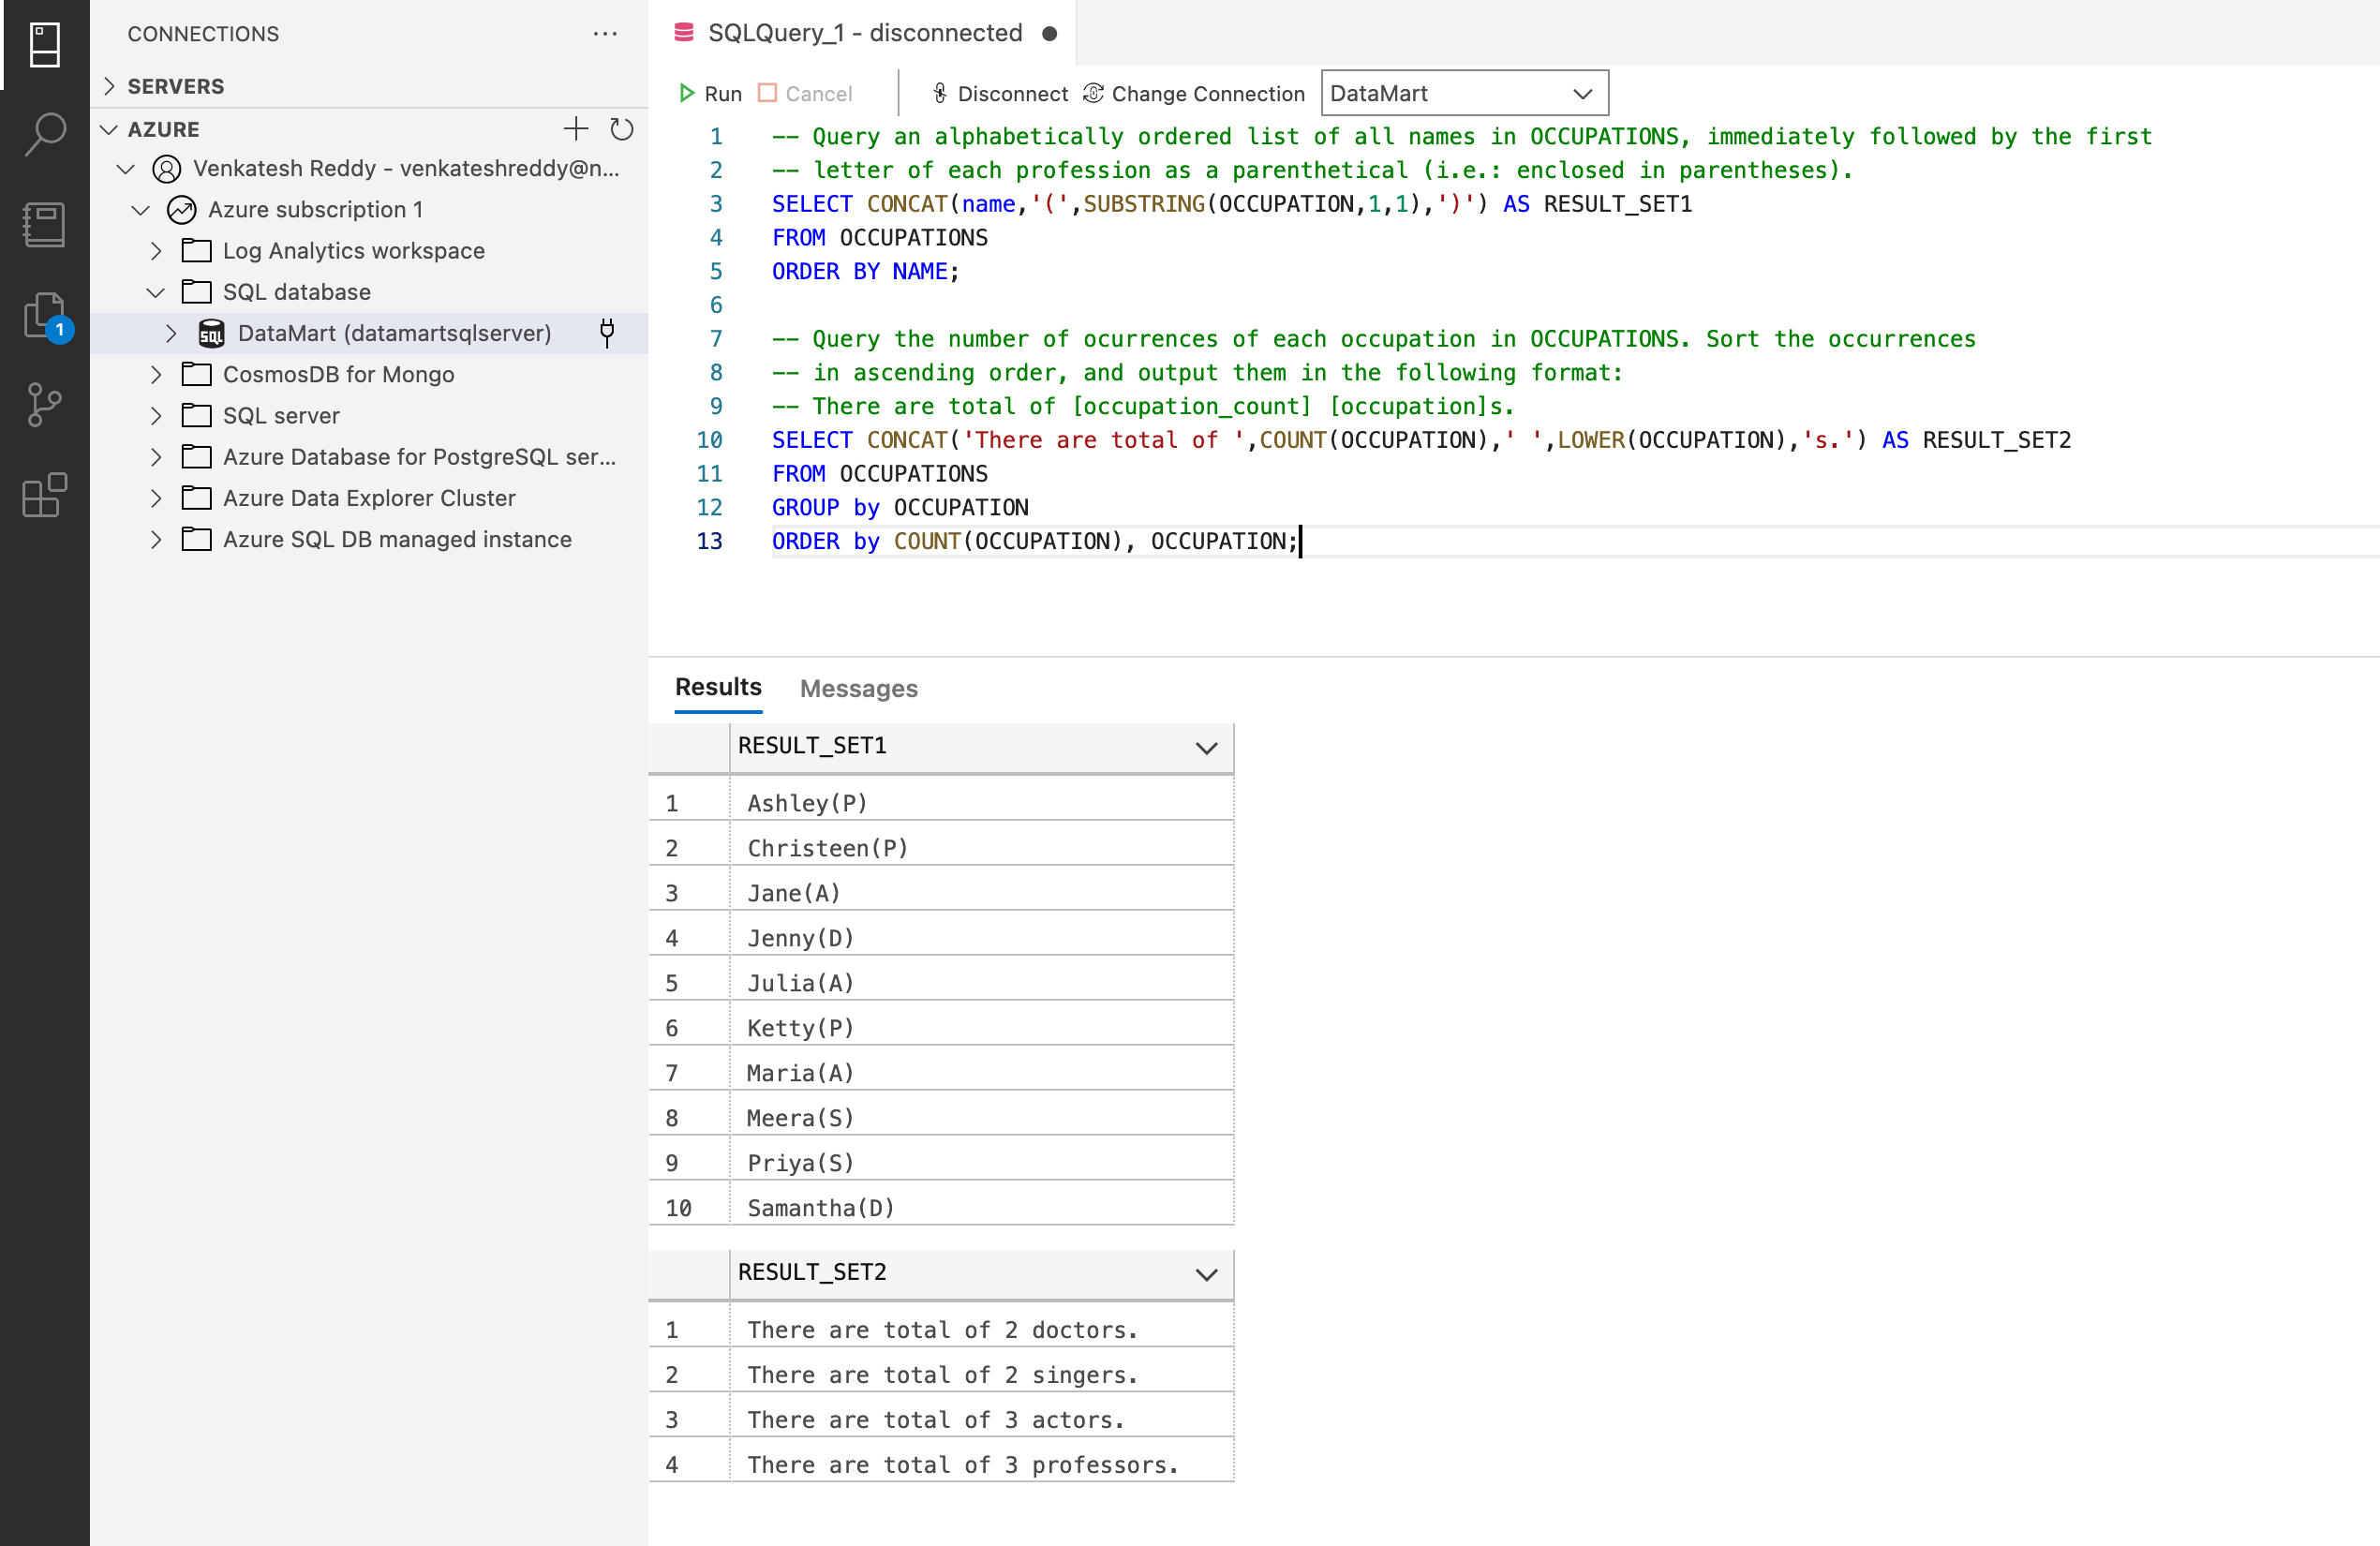 CONNECTIONS
SERVERS
AZURE
Venkatesh Reddy - venkateshreddy@n...
Azure subscription 1
Log Analytics workspace
SQL database
SQL DataMart (datamartsqlserver)
CosmosDB for Mongo
SQL server
Azure Database for PostgreSQL ser...
Azure Data Explorer Cluster
Azure SQL DB managed instance
1
SQLQuery_1 - disconnected
Run Cancel Disconnect Change Connection DataMart
1 -- Query an alphabetically ordered list of all names in OCCUPATIONS, immediately followed by the first
2 -- letter of each profession as a parenthetical (i.e.: enclosed in parentheses).
3 SELECT CONCAT(name,'(',SUBSTRING(OCCUPATION,1,1),')') AS RESULT_SET1
4 FROM OCCUPATIONS
5 ORDER BY NAME;
6
7 -- Query the number of ocurrences of each occupation in OCCUPATIONS. Sort the occurrences
8 -- in ascending order, and output them in the following format:
9 -- There are total of [occupation_count] [occupation]s.
10 SELECT CONCAT('There are total of ',COUNT(OCCUPATION),' ',LOWER(OCCUPATION),'s.') AS RESULT_SET2
11 FROM OCCUPATIONS
12 GROUP by OCCUPATION
13 ORDER by COUNT(OCCUPATION), OCCUPATION;
Results Messages
RESULT_SET1
1 Ashley(P)
2 Christeen(P)
3 Jane(A)
4 Jenny(D)
5 Julia(A)
6 Ketty(P)
7 Maria(A)
8 Meera(S)
9 Priya(S)
10 Samantha(D)
RESULT_SET2
1 There are total of 2 doctors.
2 There are total of 2 singers.
3 There are total of 3 actors.
4 There are total of 3 professors.